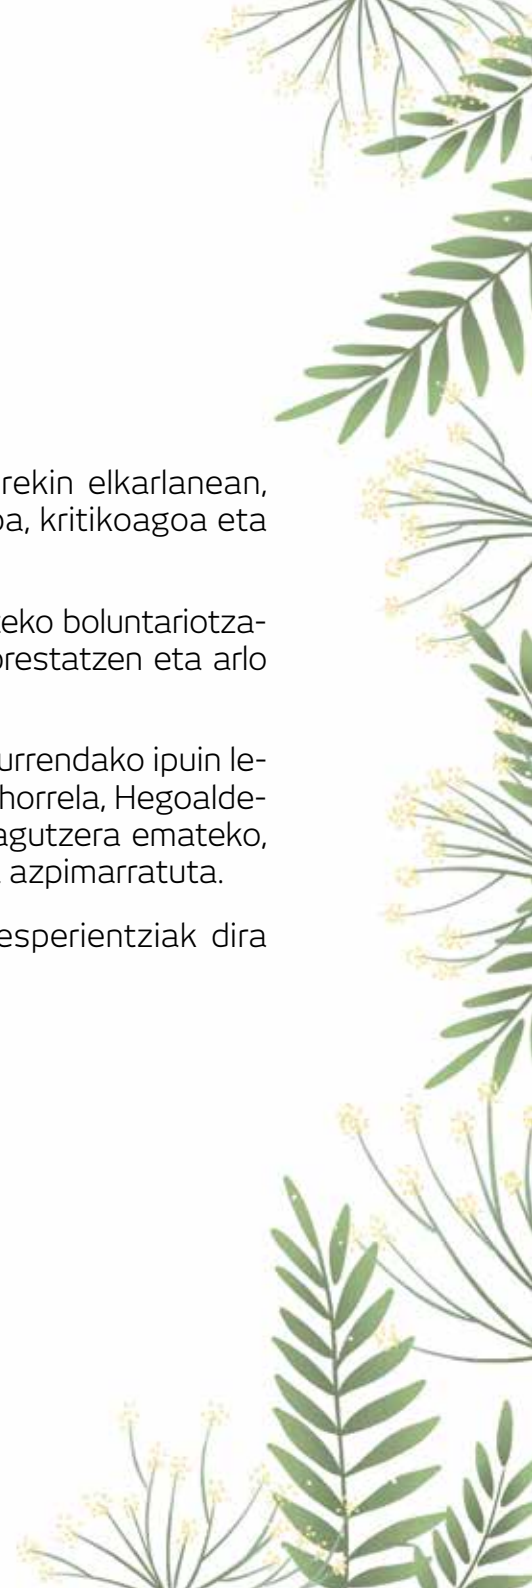 rekin elkarlanean,
oa, kritikoagoa eta
eko boluntariotza-
prestatzen eta arlo
urrendako ipuin le-
horrela, Hegoalde-
agutzera emateko,
azpimarratuta.
esperientziak dira